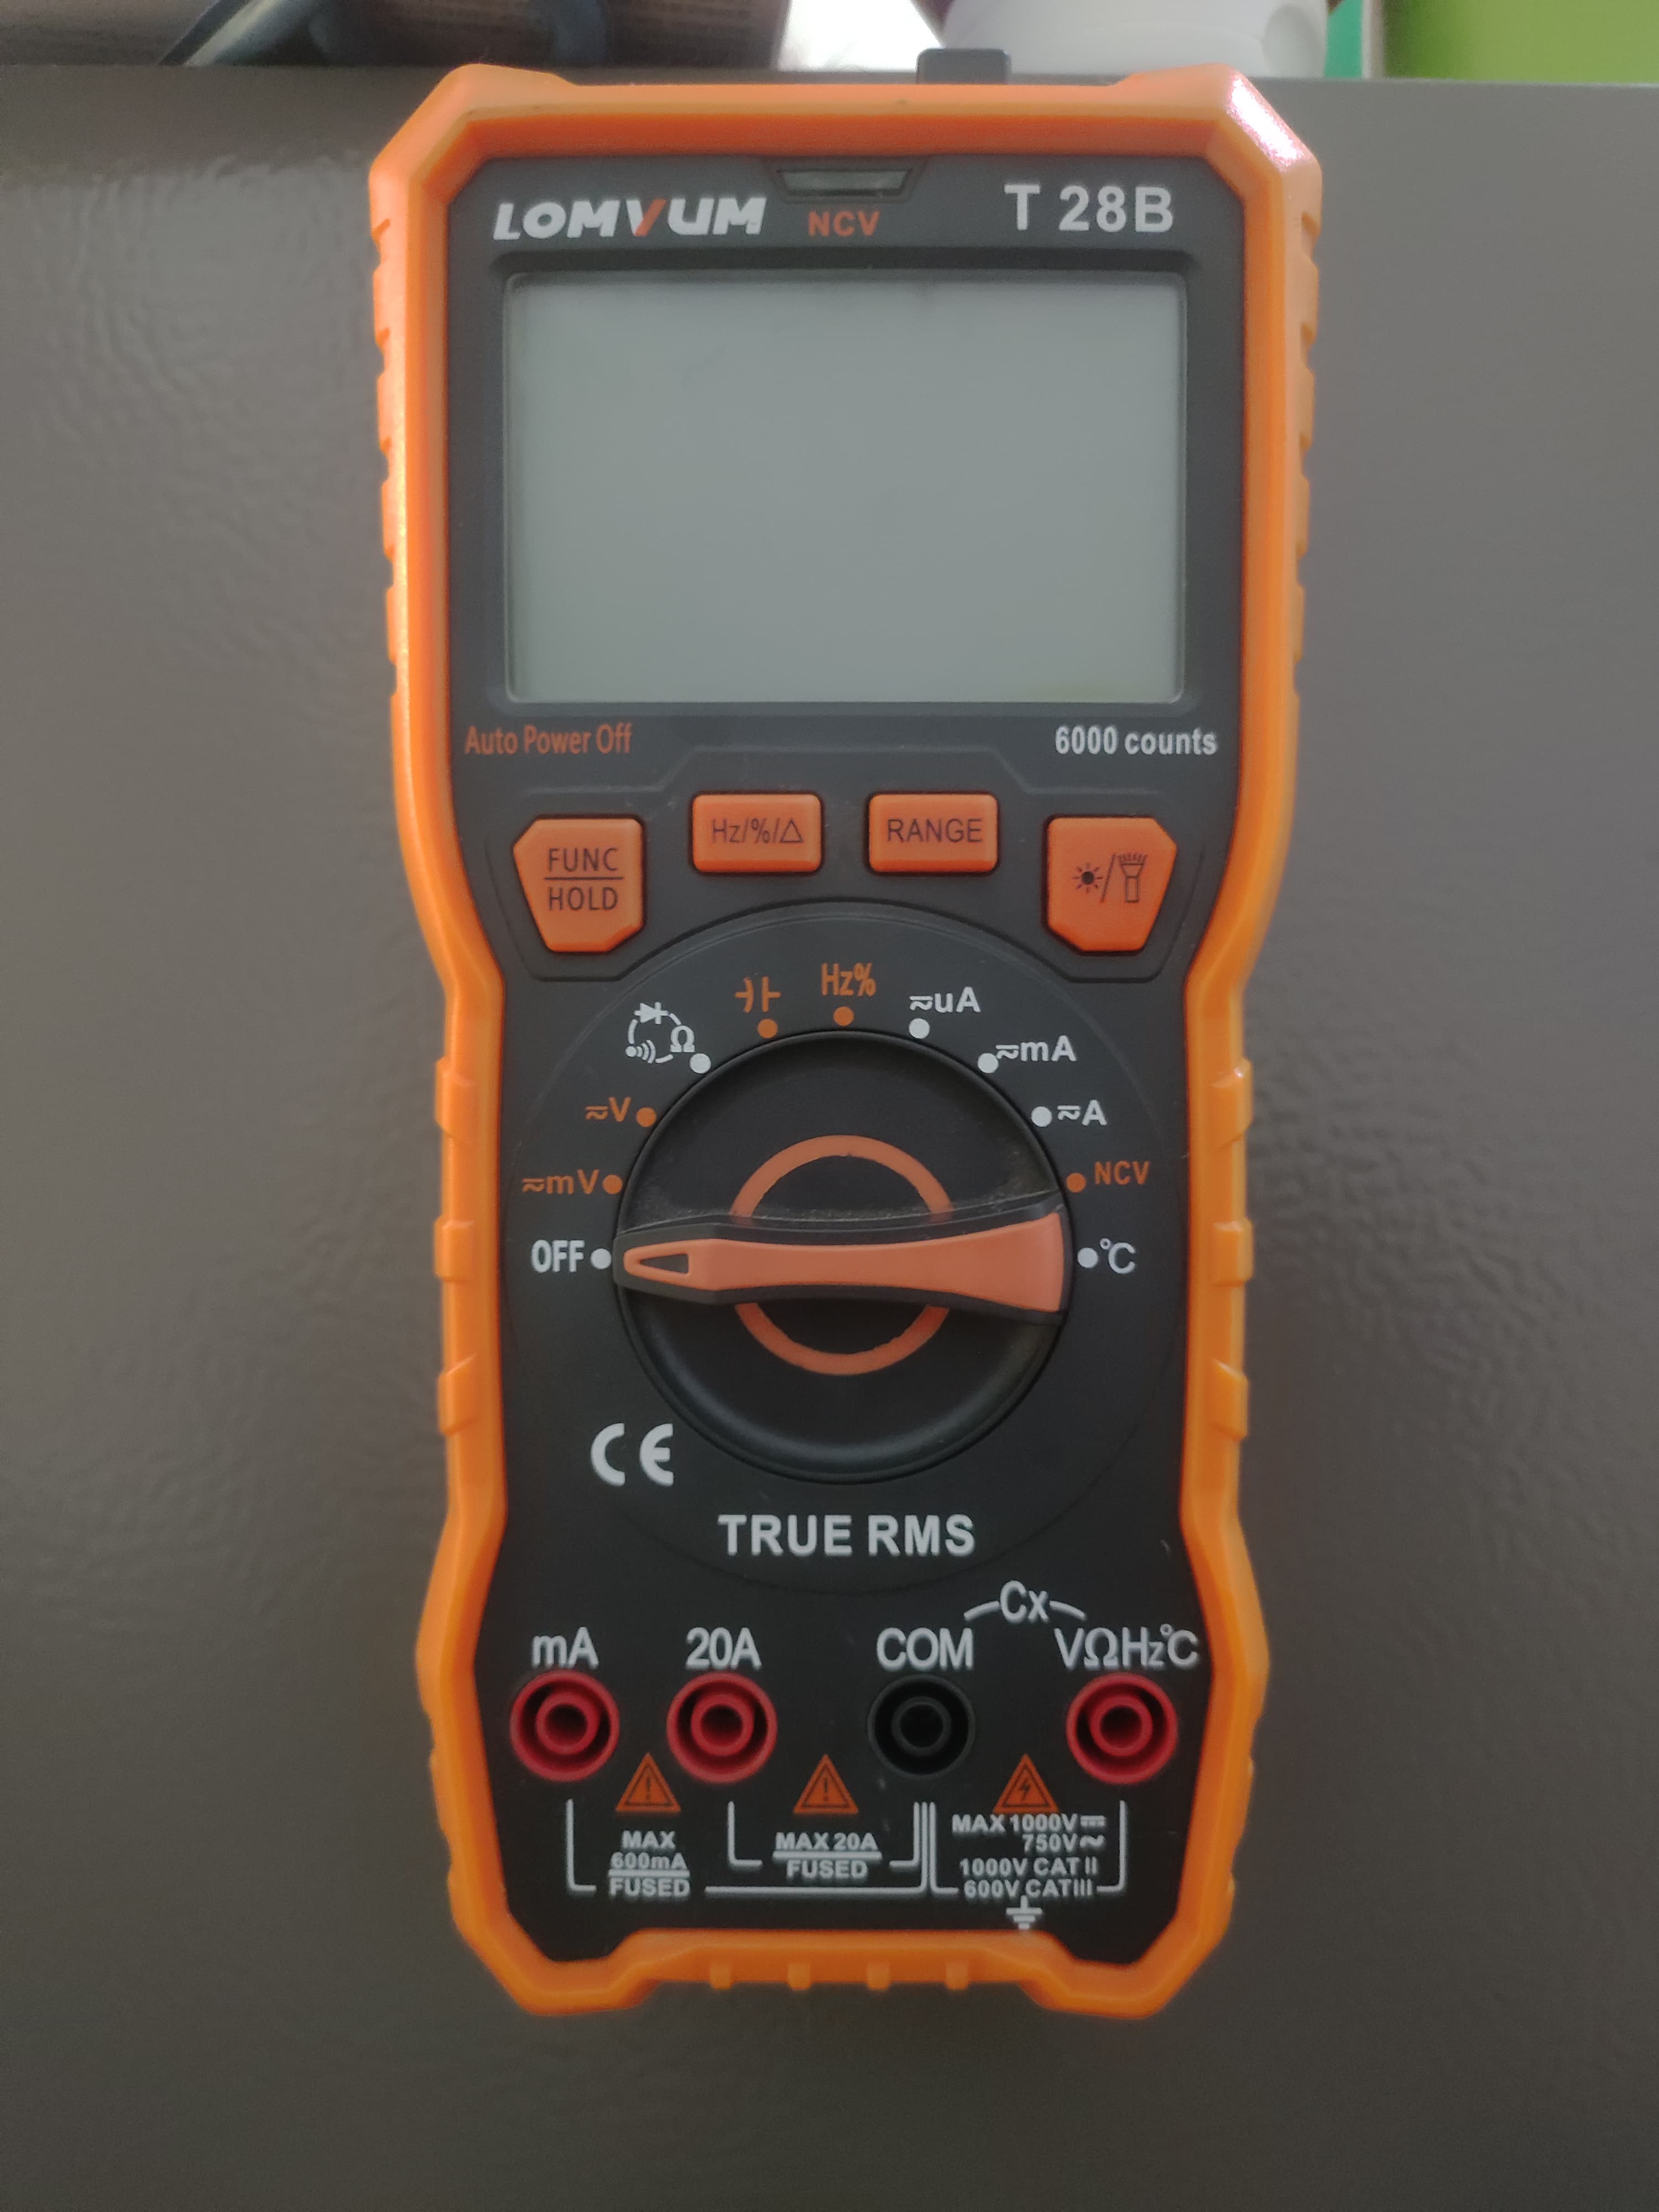 LOMVUM
NCV
T 28B
Auto Power Off
6000 counts
FUNC
HOLD
Hz/%/△
RANGE
Hz%
≂uA
Ω
≂mA
≂V
≂A
≂mV
NCV
OFF
℃
CE
TRUE RMS
Cx
mA
20A
COM
VΩHz℃
MAX
600mA
FUSED
MAX 20A
FUSED
MAX 1000V⎓
750V~
1000V CAT II
600V CAT III